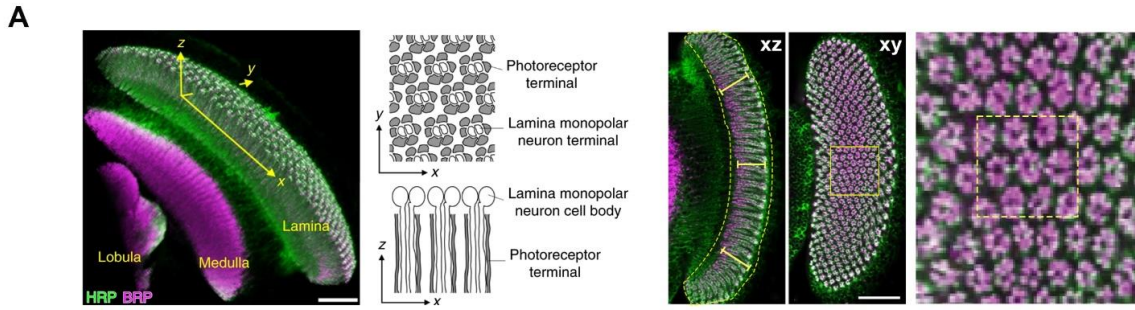 A
z
y
x
Lobula
Medulla
Lamina
HRP BRP
y
x
Photoreceptor
terminal
Lamina monopolar
neuron terminal
z
x
Lamina monopolar
neuron cell body
Photoreceptor
terminal
xz
xy